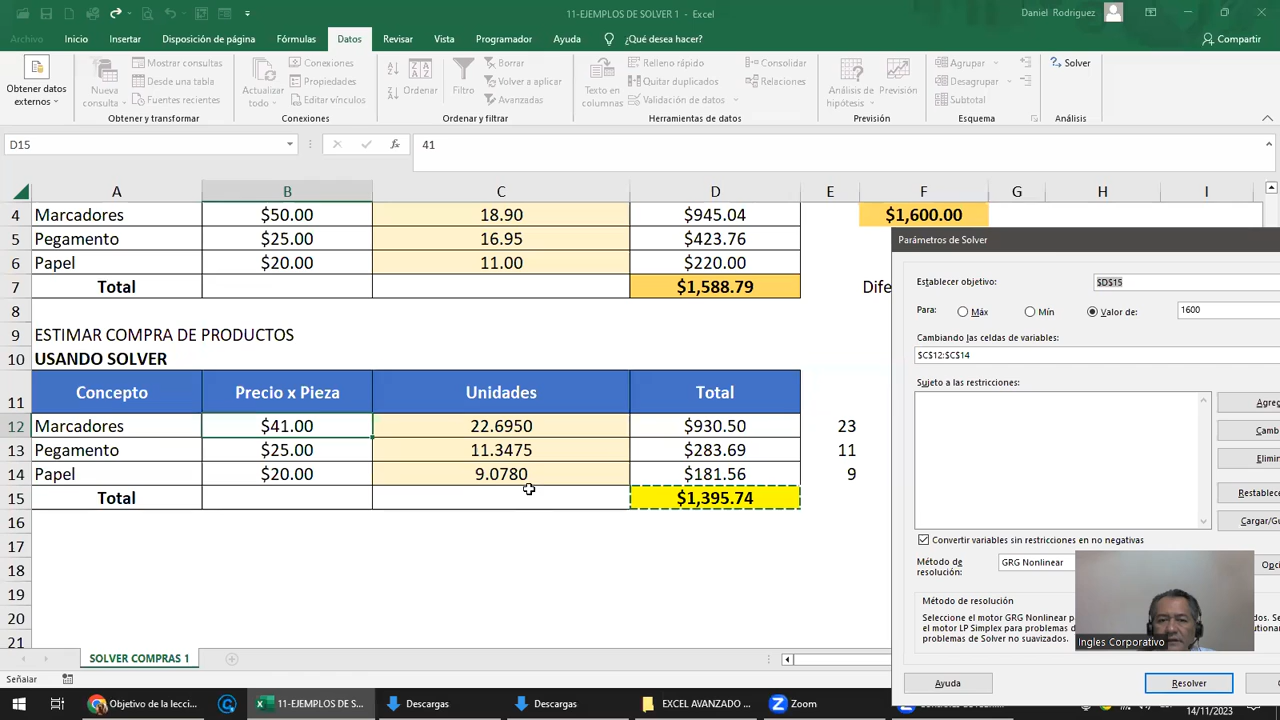 11-EJEMPLOS DE SOLVER 1 - Excel
Daniel Rodriguez
Archivo Inicio Insertar Disposición de página Fórmulas Datos Revisar Vista Programador Ayuda ¿Qué desea hacer? Compartir
Obtener datos externos
Nueva consulta
Mostrar consultas
Desde una tabla
Fuentes recientes
Obtener y transformar
Actualizar todo
Conexiones
Propiedades
Editar vínculos
Conexiones
Ordenar
Filtro
Borrar
Volver a aplicar
Avanzadas
Ordenar y filtrar
Texto en columnas
Relleno rápido
Quitar duplicados
Validación de datos
Consolidar
Relaciones
Herramientas de datos
Análisis de hipótesis
Previsión
Previsión
Agrupar
Desagrupar
Subtotal
Esquema
Solver
Análisis
D15 fx 41
A B C D E F G H I
4 Marcadores $50.00 18.90 $945.04 $1,600.00
5 Pegamento $25.00 16.95 $423.76
6 Papel $20.00 11.00 $220.00
7 Total $1,588.79 Dife
8
9 ESTIMAR COMPRA DE PRODUCTOS
10 USANDO SOLVER
11 Concepto Precio x Pieza Unidades Total
12 Marcadores $41.00 22.6950 $930.50 23
13 Pegamento $25.00 11.3475 $283.69 11
14 Papel $20.00 9.0780 $181.56 9
15 Total $1,395.74
16
17
18
19
20
21
Parámetros de Solver
Establecer objetivo: $D$15
Para: Máx Mín Valor de: 1600
Cambiando las celdas de variables:
$C$12:$C$14
Sujeto a las restricciones:
Agreg
Camb
Elimin
Restablece
Cargar/Gu
Convertir variables sin restricciones en no negativas
Método de resolución: GRG Nonlinear
Opci
Método de resolución
Seleccione el motor GRG Nonlinear p
el motor LP Simplex para problemas d
problemas de Solver no suavizados.
Ingles Corporativo
Ayuda Resolver
SOLVER COMPRAS 1
Señalar
Objetivo de la lecci...
11-EJEMPLOS DE S...
Descargas
Descargas
EXCEL AVANZADO ...
Zoom
14/11/2023